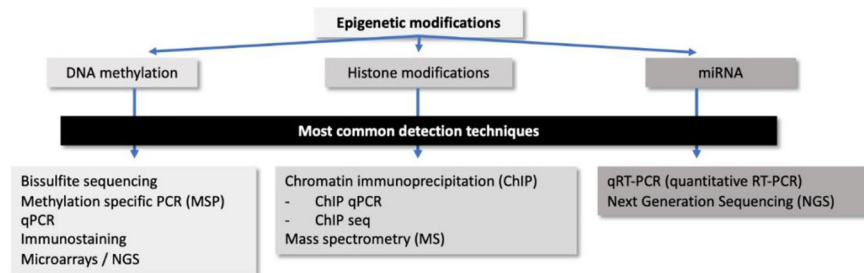 Epigenetic modifications
DNA methylation
Histone modifications
miRNA
Most common detection techniques
Bissulfite sequencing
Methylation specific PCR (MSP)
qPCR
Immunostaining
Microarrays / NGS
Chromatin immunoprecipitation (ChIP)
- ChIP qPCR
- ChIP seq
Mass spectrometry (MS)
qRT-PCR (quantitative RT-PCR)
Next Generation Sequencing (NGS)